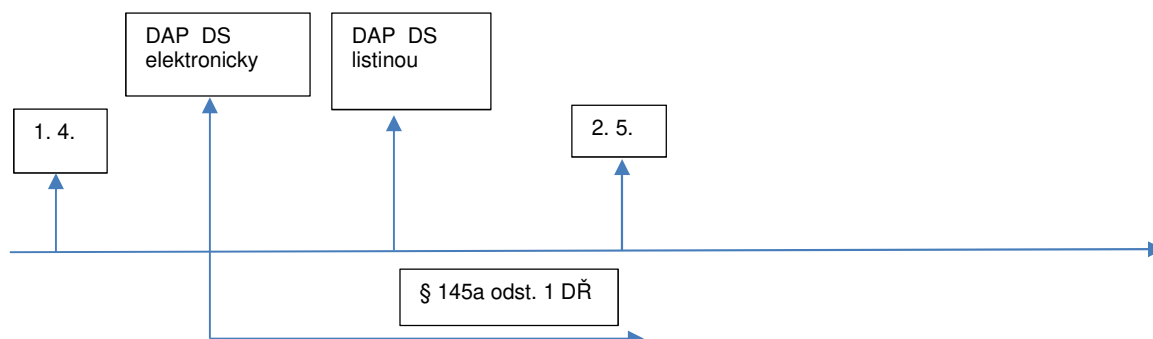 DAP DS
elektronicky
DAP DS
listinou
1. 4.
2. 5.
§ 145a odst. 1 DŘ